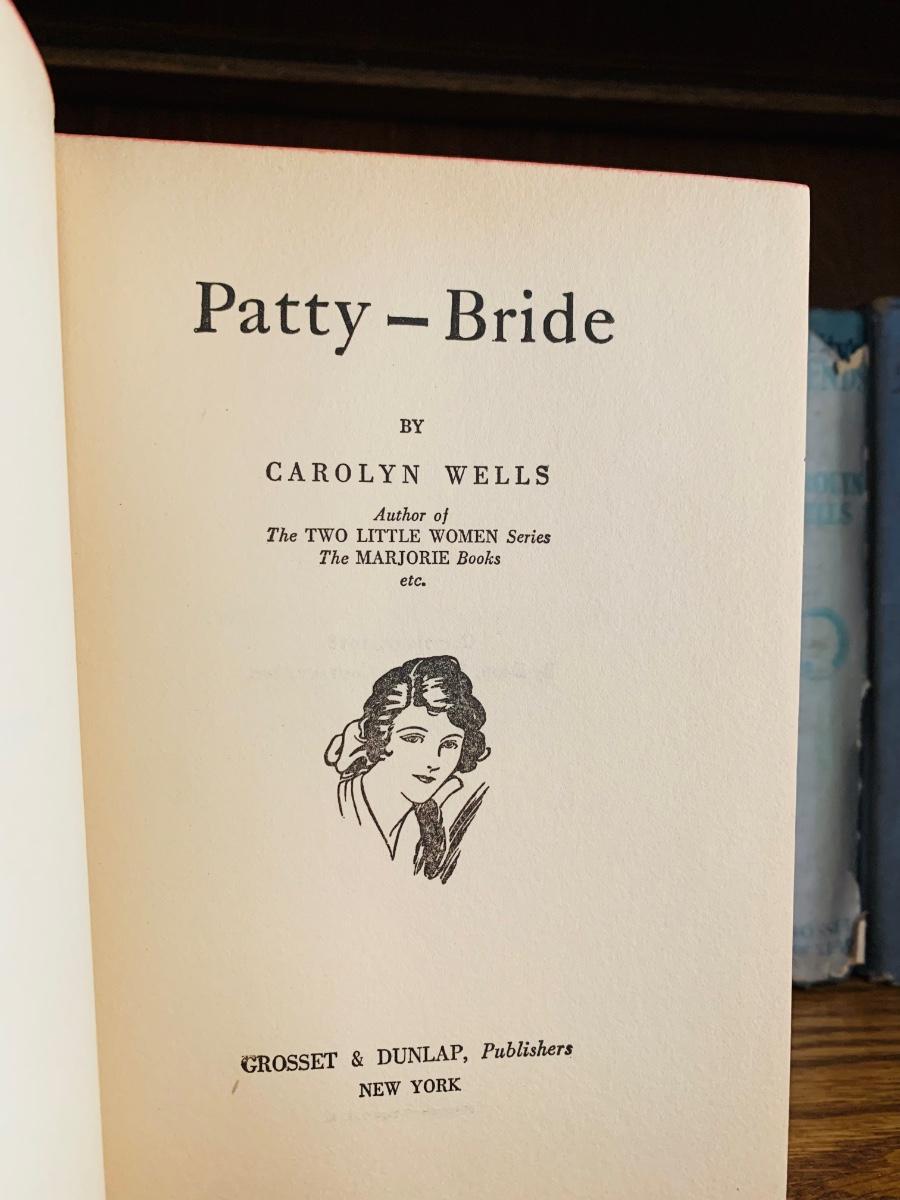 Patty – Bride
BY
CAROLYN WELLS
Author of
The TWO LITTLE WOMEN Series
The MARJORIE Books
etc.
GROSSET & DUNLAP, Publishers
NEW YORK